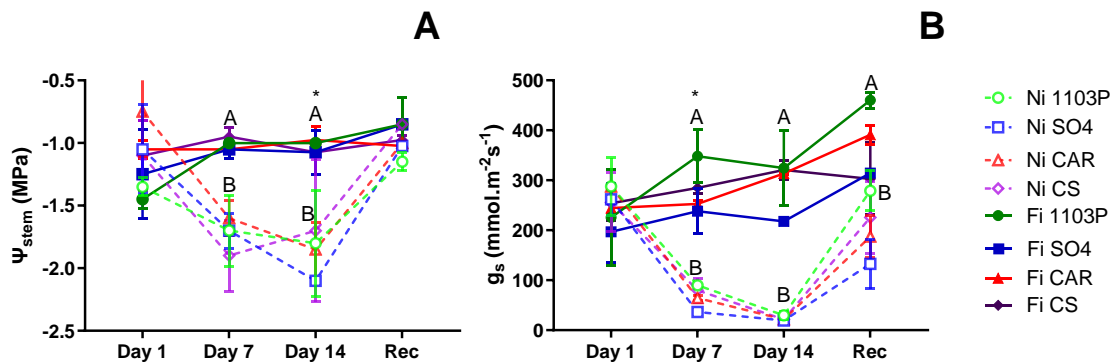 A
B
Ψstem (MPa)
-0.5
-1.0
-1.5
-2.0
-2.5
A
B
*
A
B
Day 1 Day 7 Day 14 Rec
gs (mmol.m-2s-1)
500
400
300
200
100
0
*
A
B
A
B
A
B
Day 1 Day 7 Day 14 Rec
Ni 1103P
Ni SO4
Ni CAR
Ni CS
Fi 1103P
Fi SO4
Fi CAR
Fi CS